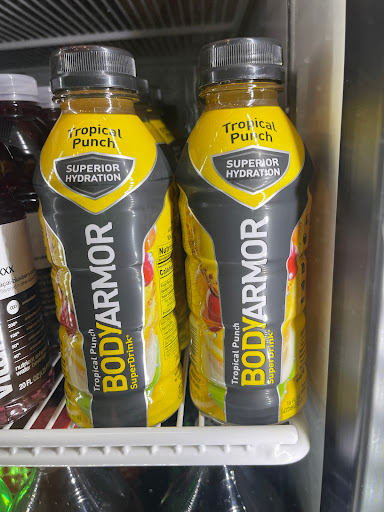 Tropical
Punch
SUPERIOR
HYDRATION
Tropical Punch
BODYARMOR
SuperDrink
Tropical
Punch
SUPERIOR
HYDRATION
Tropical Punch
BODYARMOR
SuperDrink
XXX
20 FL OZ